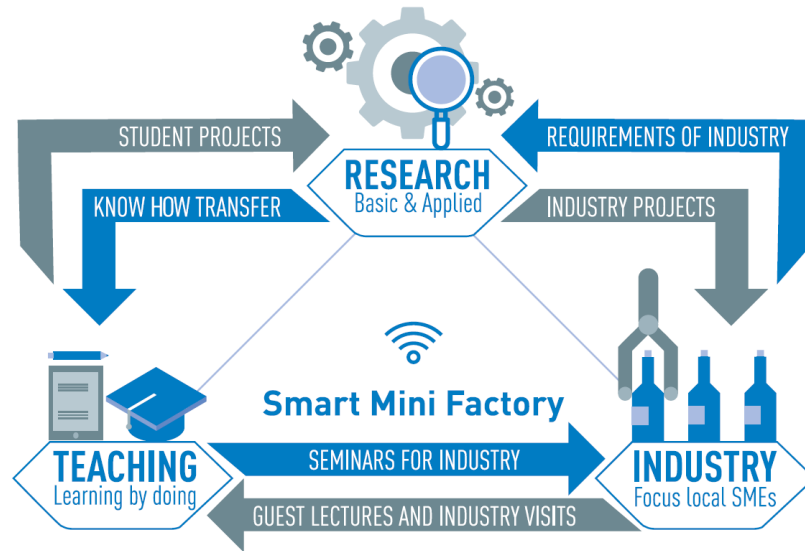 STUDENT PROJECTS
REQUIREMENTS OF INDUSTRY
RESEARCH
Basic & Applied
KNOW HOW TRANSFER
INDUSTRY PROJECTS
Smart Mini Factory
TEACHING
Learning by doing
SEMINARS FOR INDUSTRY
INDUSTRY
Focus local SMEs
GUEST LECTURES AND INDUSTRY VISITS